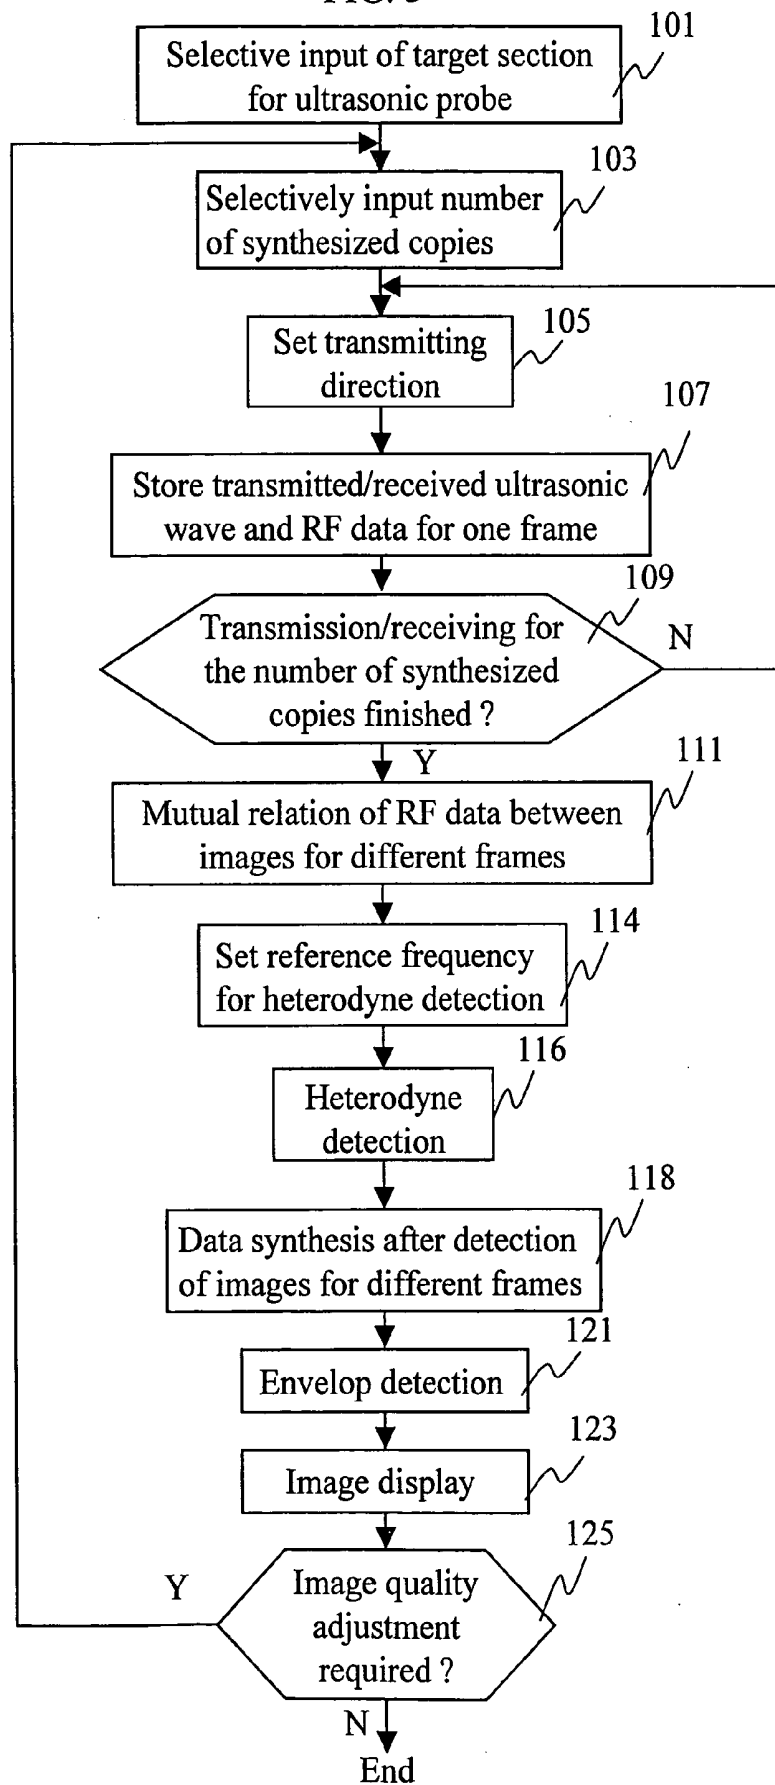 101
Selective input of target section
for ultrasonic probe
103
Selectively input number
of synthesized copies
105
Set transmitting
direction
107
Store transmitted/received ultrasonic
wave and RF data for one frame
109
Transmission/receiving for
the number of synthesized
copies finished ?
N
Y
111
Mutual relation of RF data between
images for different frames
114
Set reference frequency
for heterodyne detection
116
Heterodyne
detection
118
Data synthesis after detection
of images for different frames
121
Envelop detection
123
Image display
125
Y
Image quality
adjustment
required ?
N
End